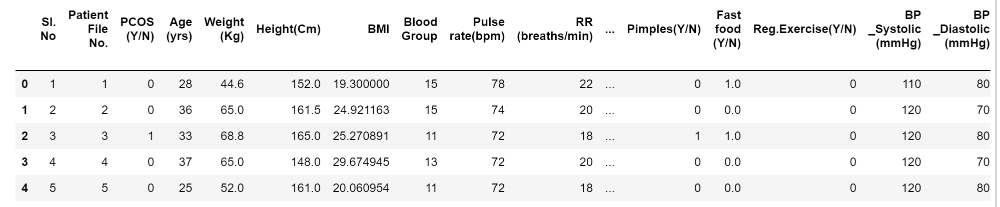 Sl. No Patient File No. PCOS (Y/N) Age (yrs) Weight (Kg) Height(Cm) BMI Blood Group Pulse rate(bpm) RR (breaths/min) ... Pimples(Y/N) Fast food (Y/N) Reg.Exercise(Y/N) BP _Systolic (mmHg) BP _Diastolic (mmHg)
0 1 1 0 28 44.6 152.0 19.300000 15 78 22 ... 0 1.0 0 110 80
1 2 2 0 36 65.0 161.5 24.921163 15 74 20 ... 0 0.0 0 120 70
2 3 3 1 33 68.8 165.0 25.270891 11 72 18 ... 1 1.0 0 120 80
3 4 4 0 37 65.0 148.0 29.674945 13 72 20 ... 0 0.0 0 120 70
4 5 5 0 25 52.0 161.0 20.060954 11 72 18 ... 0 0.0 0 120 80